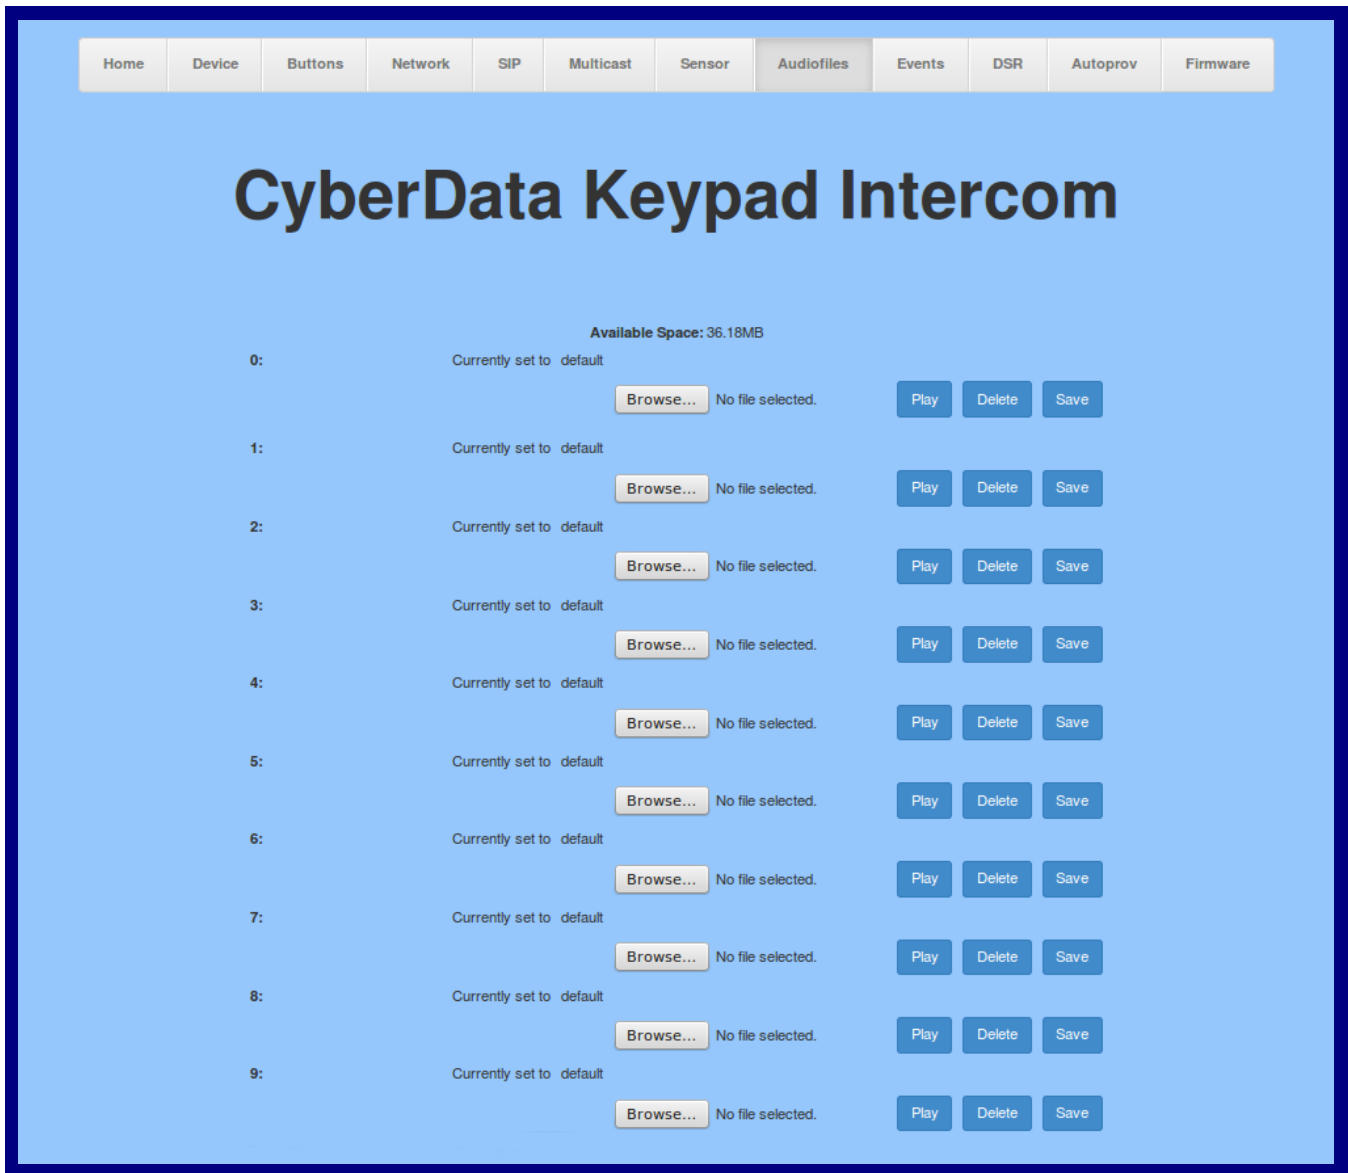 Home Device Buttons Network SIP Multicast Sensor Audiofiles Events DSR Autoprov Firmware
CyberData Keypad Intercom
Available Space: 36.18MB
0: Currently set to default
Browse... No file selected. Play Delete Save
1: Currently set to default
Browse... No file selected. Play Delete Save
2: Currently set to default
Browse... No file selected. Play Delete Save
3: Currently set to default
Browse... No file selected. Play Delete Save
4: Currently set to default
Browse... No file selected. Play Delete Save
5: Currently set to default
Browse... No file selected. Play Delete Save
6: Currently set to default
Browse... No file selected. Play Delete Save
7: Currently set to default
Browse... No file selected. Play Delete Save
8: Currently set to default
Browse... No file selected. Play Delete Save
9: Currently set to default
Browse... No file selected. Play Delete Save